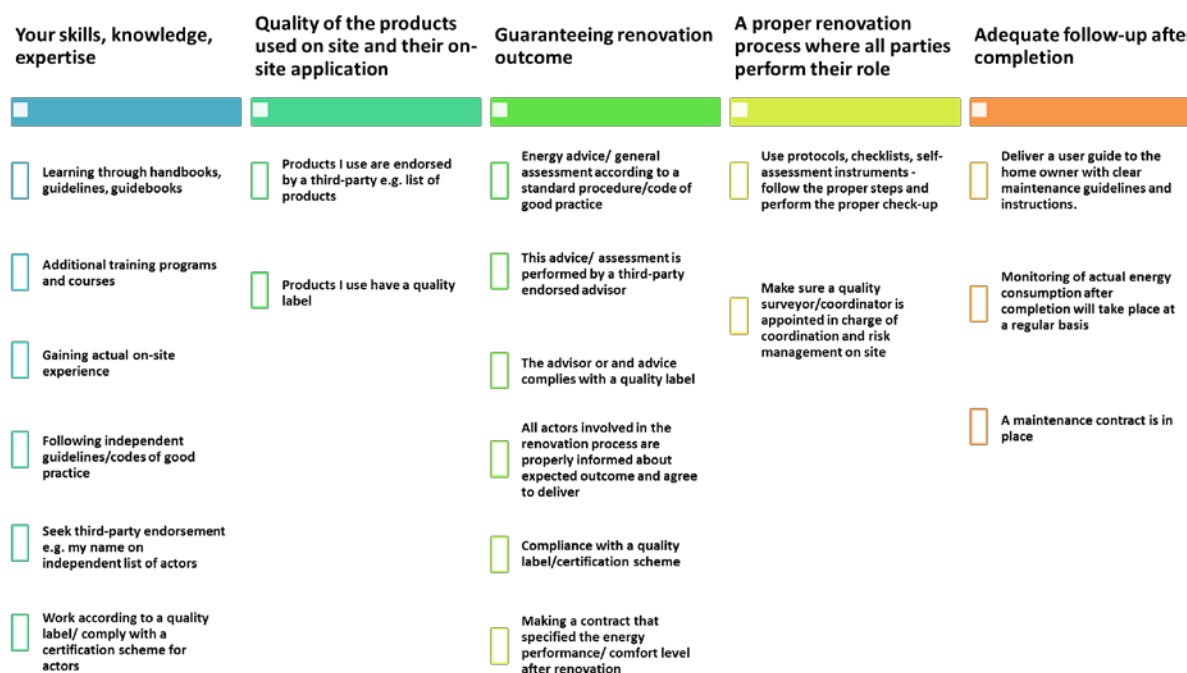 Your skills, knowledge,
expertise
Learning through handbooks,
guidelines, guidebooks
Additional training programs
and courses
Gaining actual on-site
experience
Following independent
guidelines/codes of good
practice
Seek third-party endorsement
e.g. my name on
independent list of actors
Work according to a quality
label/ comply with a
certification scheme for
actors
Quality of the products
used on site and their on-
site application
Products I use are endorsed
by a third-party e.g. list of
products
Products I use have a quality
label
Guaranteeing renovation
outcome
Energy advice/ general
assessment according to a
standard procedure/code of
good practice
This advice/ assessment is
performed by a third-party
endorsed advisor
The advisor or and advice
complies with a quality label
All actors involved in the
renovation process are
properly informed about
expected outcome and agree
to deliver
Compliance with a quality
label/certification scheme
Making a contract that
specified the energy
performance/ comfort level
after renovation
A proper renovation
process where all parties
perform their role
Use protocols, checklists, self-
assessment instruments -
follow the proper steps and
perform the proper check-up
Make sure a quality
surveyor/coordinator is
appointed in charge of
coordination and risk
management on site
Adequate follow-up after
completion
Deliver a user guide to the
home owner with clear
maintenance guidelines and
instructions.
Monitoring of actual energy
consumption after
completion will take place at
a regular basis
A maintenance contract is in
place